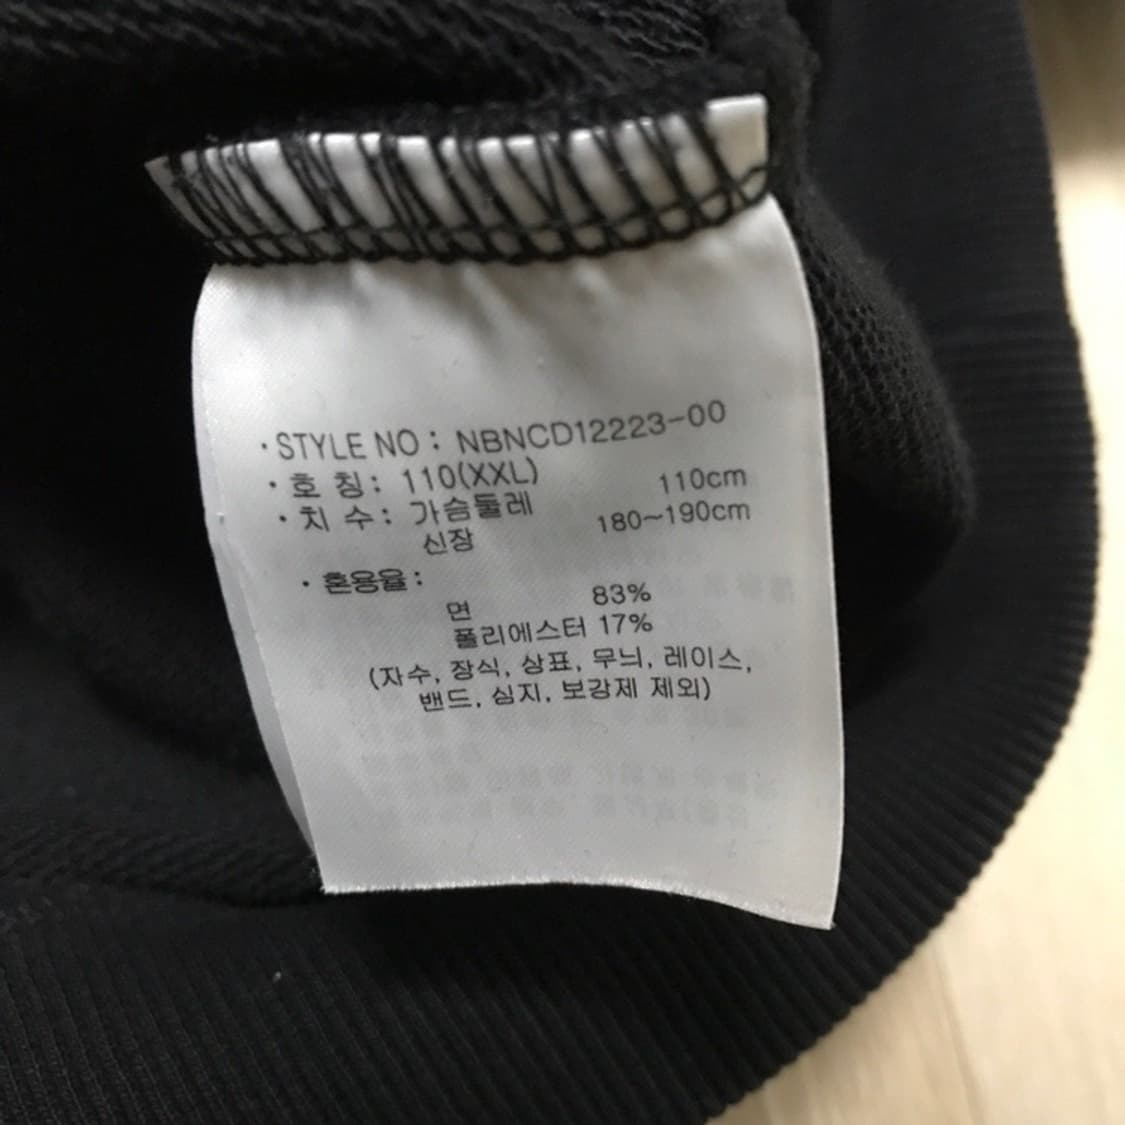 ·STYLE NO : NBNCD12223-00
·호 칭: 110(XXL)
·치 수: 가슴둘레 110cm
신장 180~190cm
·혼용율:
면 83%
폴리에스터 17%
(자수, 장식, 상표, 무늬, 레이스,
밴드, 심지, 보강제 제외)